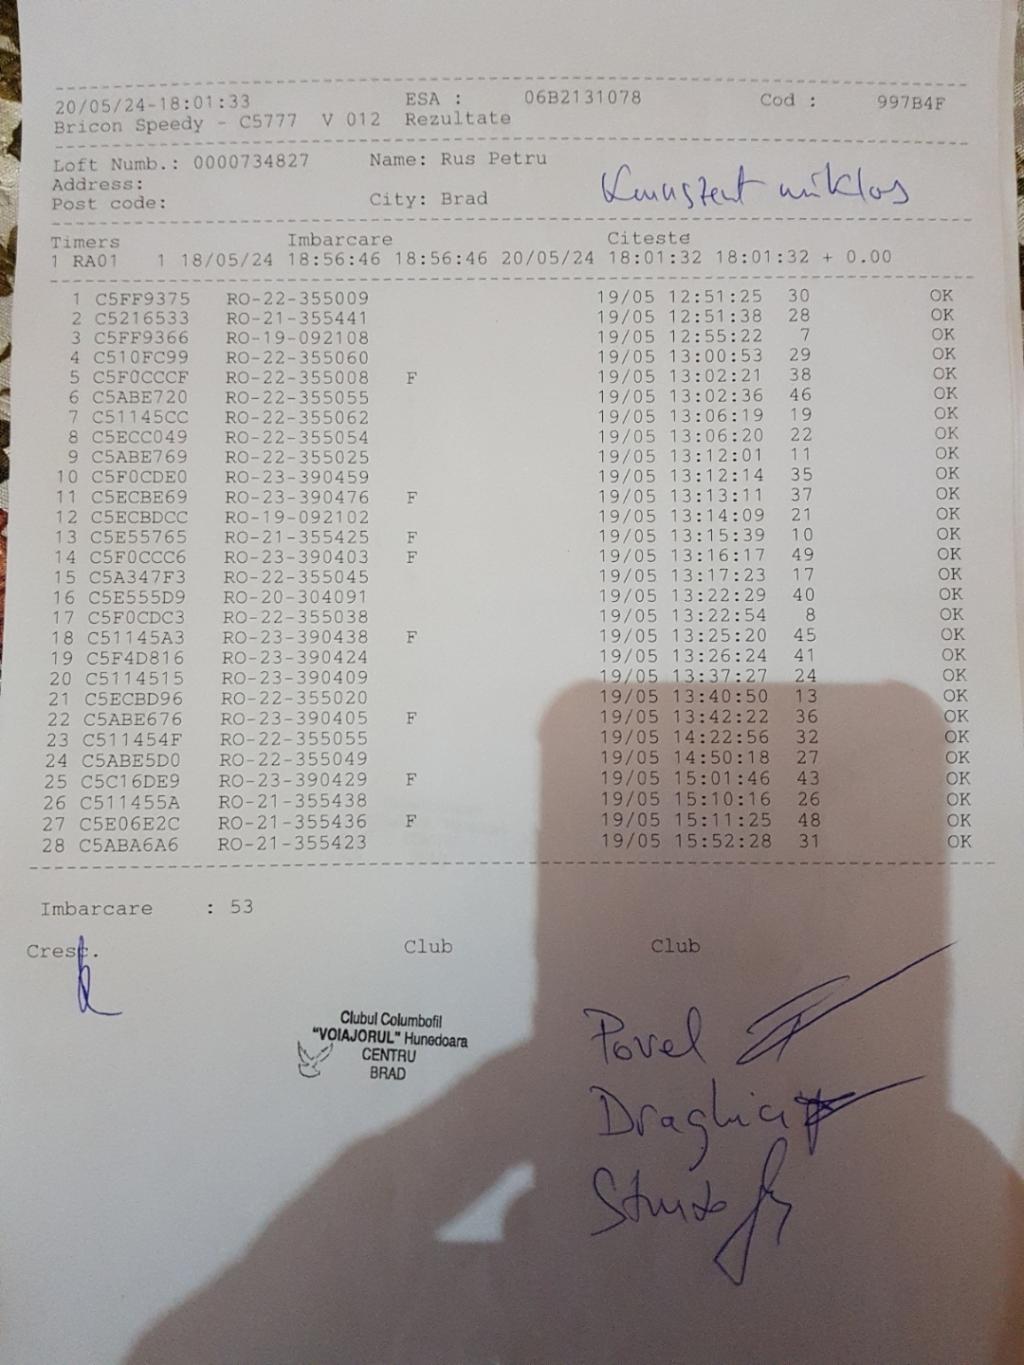 20/05/24-18:01:33 ESA : 06B2131078 Cod : 997B4F
Bricon Speedy - C5777 V 012 Rezultate
Loft Numb.: 0000734827 Name: Rus Petru
Address:
Post code: City: Brad
miklos
Timers Imbarcare Citeste
1 RA01 1 18/05/24 18:56:46 18:56:46 20/05/24 18:01:32 18:01:32 + 0.00
1 C5FF9375 RO-22-355009 19/05 12:51:25 30 OK
2 C5216533 RO-21-355441 19/05 12:51:38 28 OK
3 C5FF9366 RO-19-092108 19/05 12:55:22 7 OK
4 C510FC99 RO-22-355060 19/05 13:00:53 29 OK
5 C5F0CCCF RO-22-355008 F 19/05 13:02:21 38 OK
6 C5ABE720 RO-22-355055 19/05 13:02:36 46 OK
7 C51145CC RO-22-355062 19/05 13:06:19 19 OK
8 C5ECC049 RO-22-355054 19/05 13:06:20 22 OK
9 C5ABE769 RO-22-355025 19/05 13:12:01 11 OK
10 C5F0CDE0 RO-23-390459 19/05 13:12:14 35 OK
11 C5ECBE69 RO-23-390476 F 19/05 13:13:11 37 OK
12 C5ECBDCC RO-19-092102 19/05 13:14:09 21 OK
13 C5E55765 RO-21-355425 F 19/05 13:15:39 10 OK
14 C5F0CCC6 RO-23-390403 F 19/05 13:16:17 49 OK
15 C5A347F3 RO-22-355045 19/05 13:17:23 17 OK
16 C5E555D9 RO-20-304091 19/05 13:22:29 40 OK
17 C5F0CDC3 RO-22-355038 19/05 13:22:54 8 OK
18 C51145A3 RO-23-390438 F 19/05 13:25:20 45 OK
19 C5F4D816 RO-23-390424 19/05 13:26:24 41 OK
20 C5114515 RO-23-390409 19/05 13:37:27 24 OK
21 C5ECBD96 RO-22-355020 19/05 13:40:50 13 OK
22 C5ABE676 RO-23-390405 F 19/05 13:42:22 36 OK
23 C511454F RO-22-355055 19/05 14:22:56 32 OK
24 C5ABE5D0 RO-22-355049 19/05 14:50:18 27 OK
25 C5C16DE9 RO-23-390429 F 19/05 15:01:46 43 OK
26 C511455A RO-21-355438 19/05 15:10:16 26 OK
27 C5E06E2C RO-21-355436 F 19/05 15:11:25 48 OK
28 C5ABA6A6 RO-21-355423 19/05 15:52:28 31 OK
Imbarcare : 53
Cresc. Club Club
Clubul Columbofil
"VOIAJORUL" Hunedoara
CENTRU
BRAD
Povel
Draghici